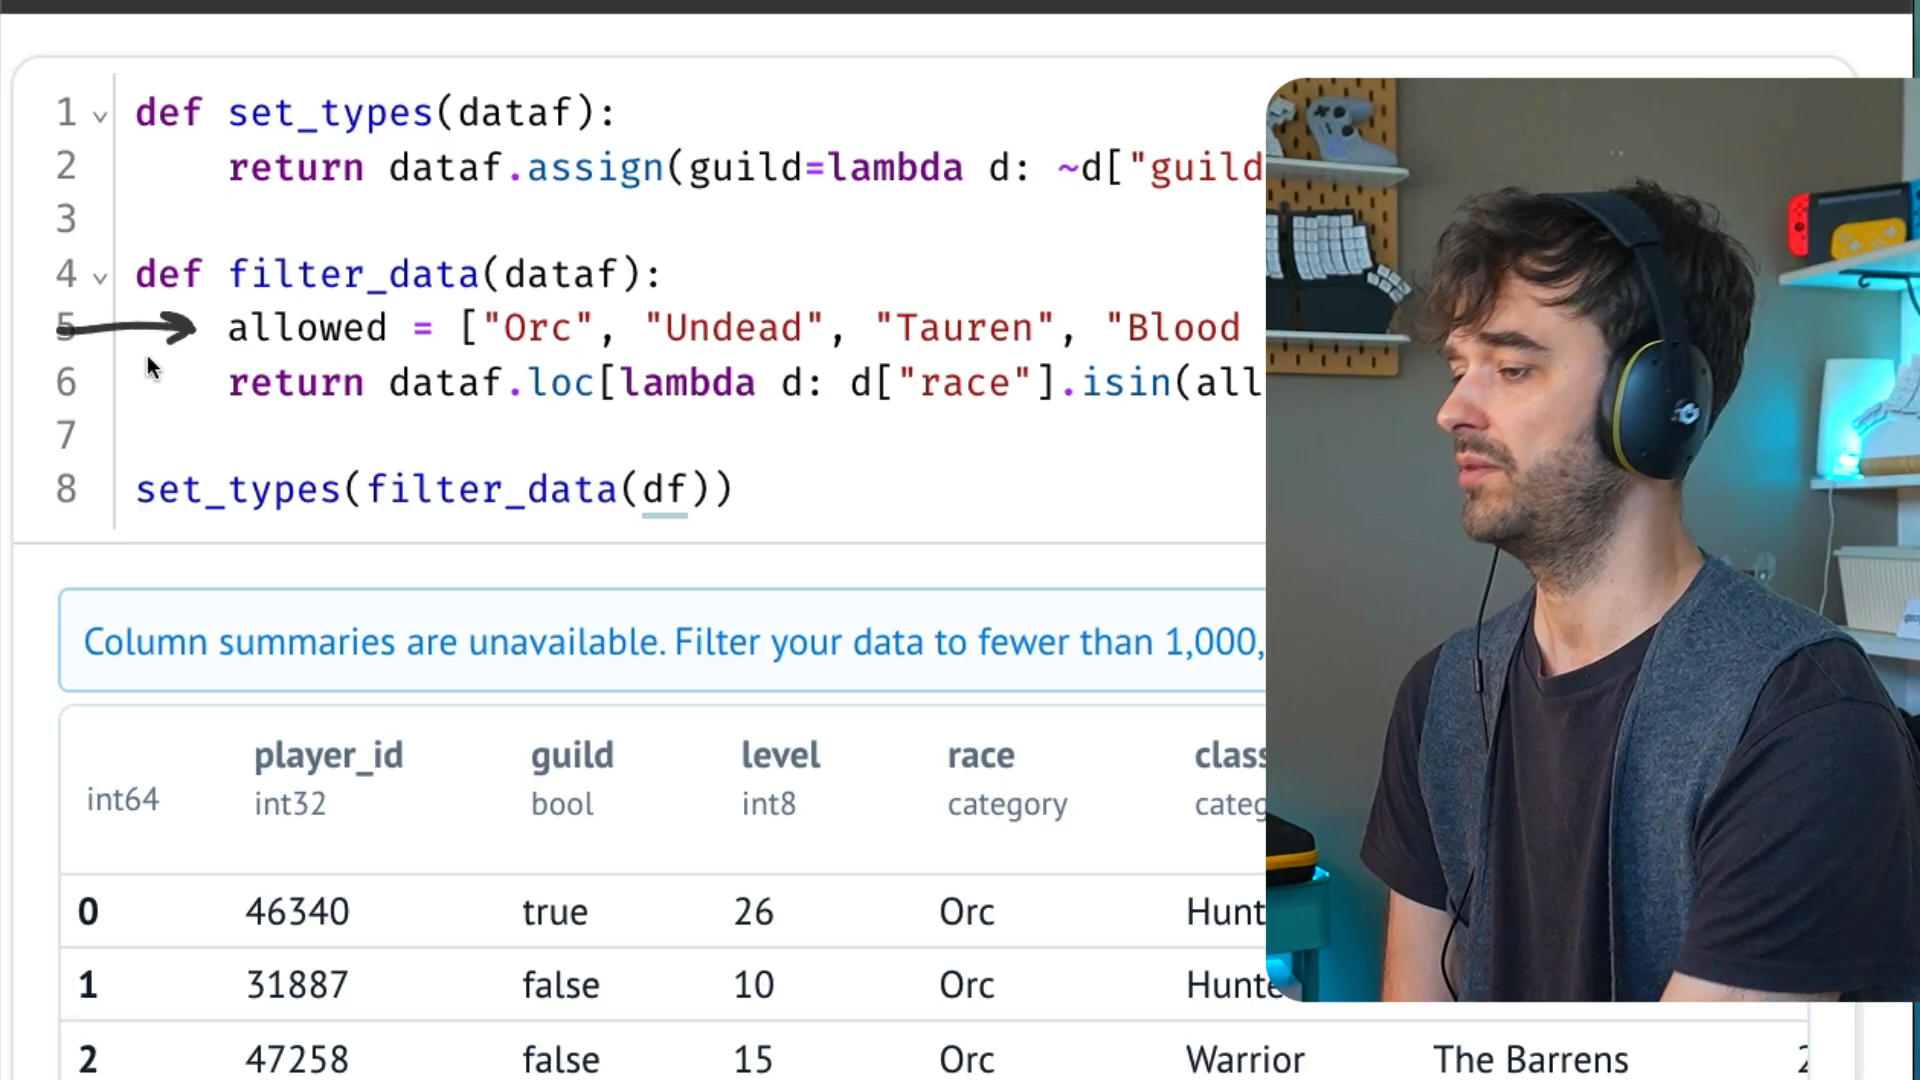 1 def set_types(dataf):
2 return dataf.assign(guild=lambda d: ~d["guild
3
4 def filter_data(dataf):
5 allowed = ["Orc", "Undead", "Tauren", "Blood
6 return dataf.loc[lambda d: d["race"].isin(all
7
8 set_types(filter_data(df))
Column summaries are unavailable. Filter your data to fewer than 1,000,
player_id guild level race class
int64 int32 bool int8 category categ
0 46340 true 26 Orc Hunt
1 31887 false 10 Orc Hunte
2 47258 false 15 Orc Warrior The Barrens 2